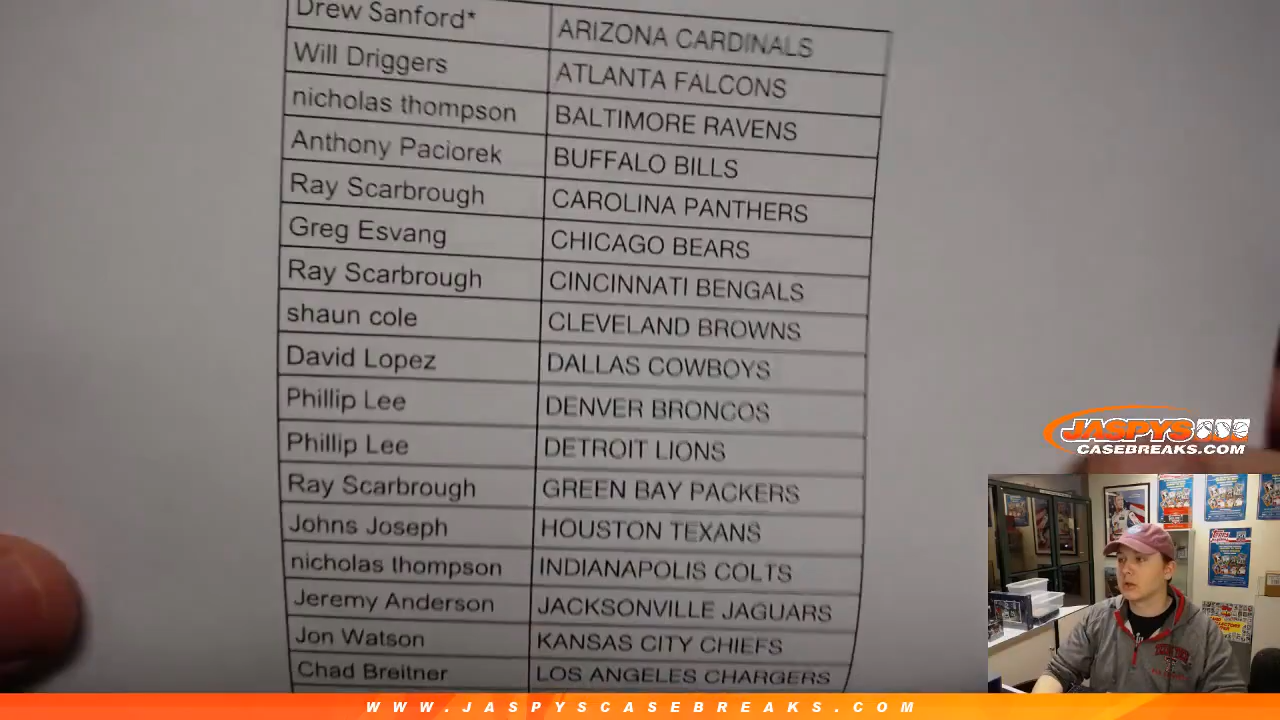 Drew Sanford* ARIZONA CARDINALS
Will Driggers ATLANTA FALCONS
nicholas thompson BALTIMORE RAVENS
Anthony Paciorek BUFFALO BILLS
Ray Scarbrough CAROLINA PANTHERS
Greg Esvang CHICAGO BEARS
Ray Scarbrough CINCINNATI BENGALS
shaun cole CLEVELAND BROWNS
David Lopez DALLAS COWBOYS
Phillip Lee DENVER BRONCOS
Phillip Lee DETROIT LIONS
Ray Scarbrough GREEN BAY PACKERS
Johns Joseph HOUSTON TEXANS
nicholas thompson INDIANAPOLIS COLTS
Jeremy Anderson JACKSONVILLE JAGUARS
Jon Watson KANSAS CITY CHIEFS
Chad Breitner LOS ANGELES CHARGERS
JASPYS
CASEBREAKS.COM
WWW.JASPYSCASEBREAKS.COM